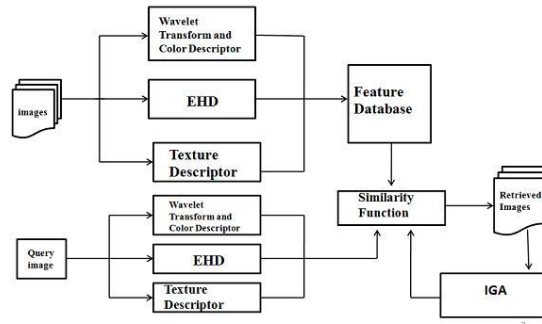 Wavelet
Transform and
Color Descriptor
images
EHD
Texture
Descriptor
Feature
Database
Similarity
Function
Retrieved
Images
IGA
Wavelet
Transform and
Color Descriptor
Query
image
EHD
Texture
Descriptor